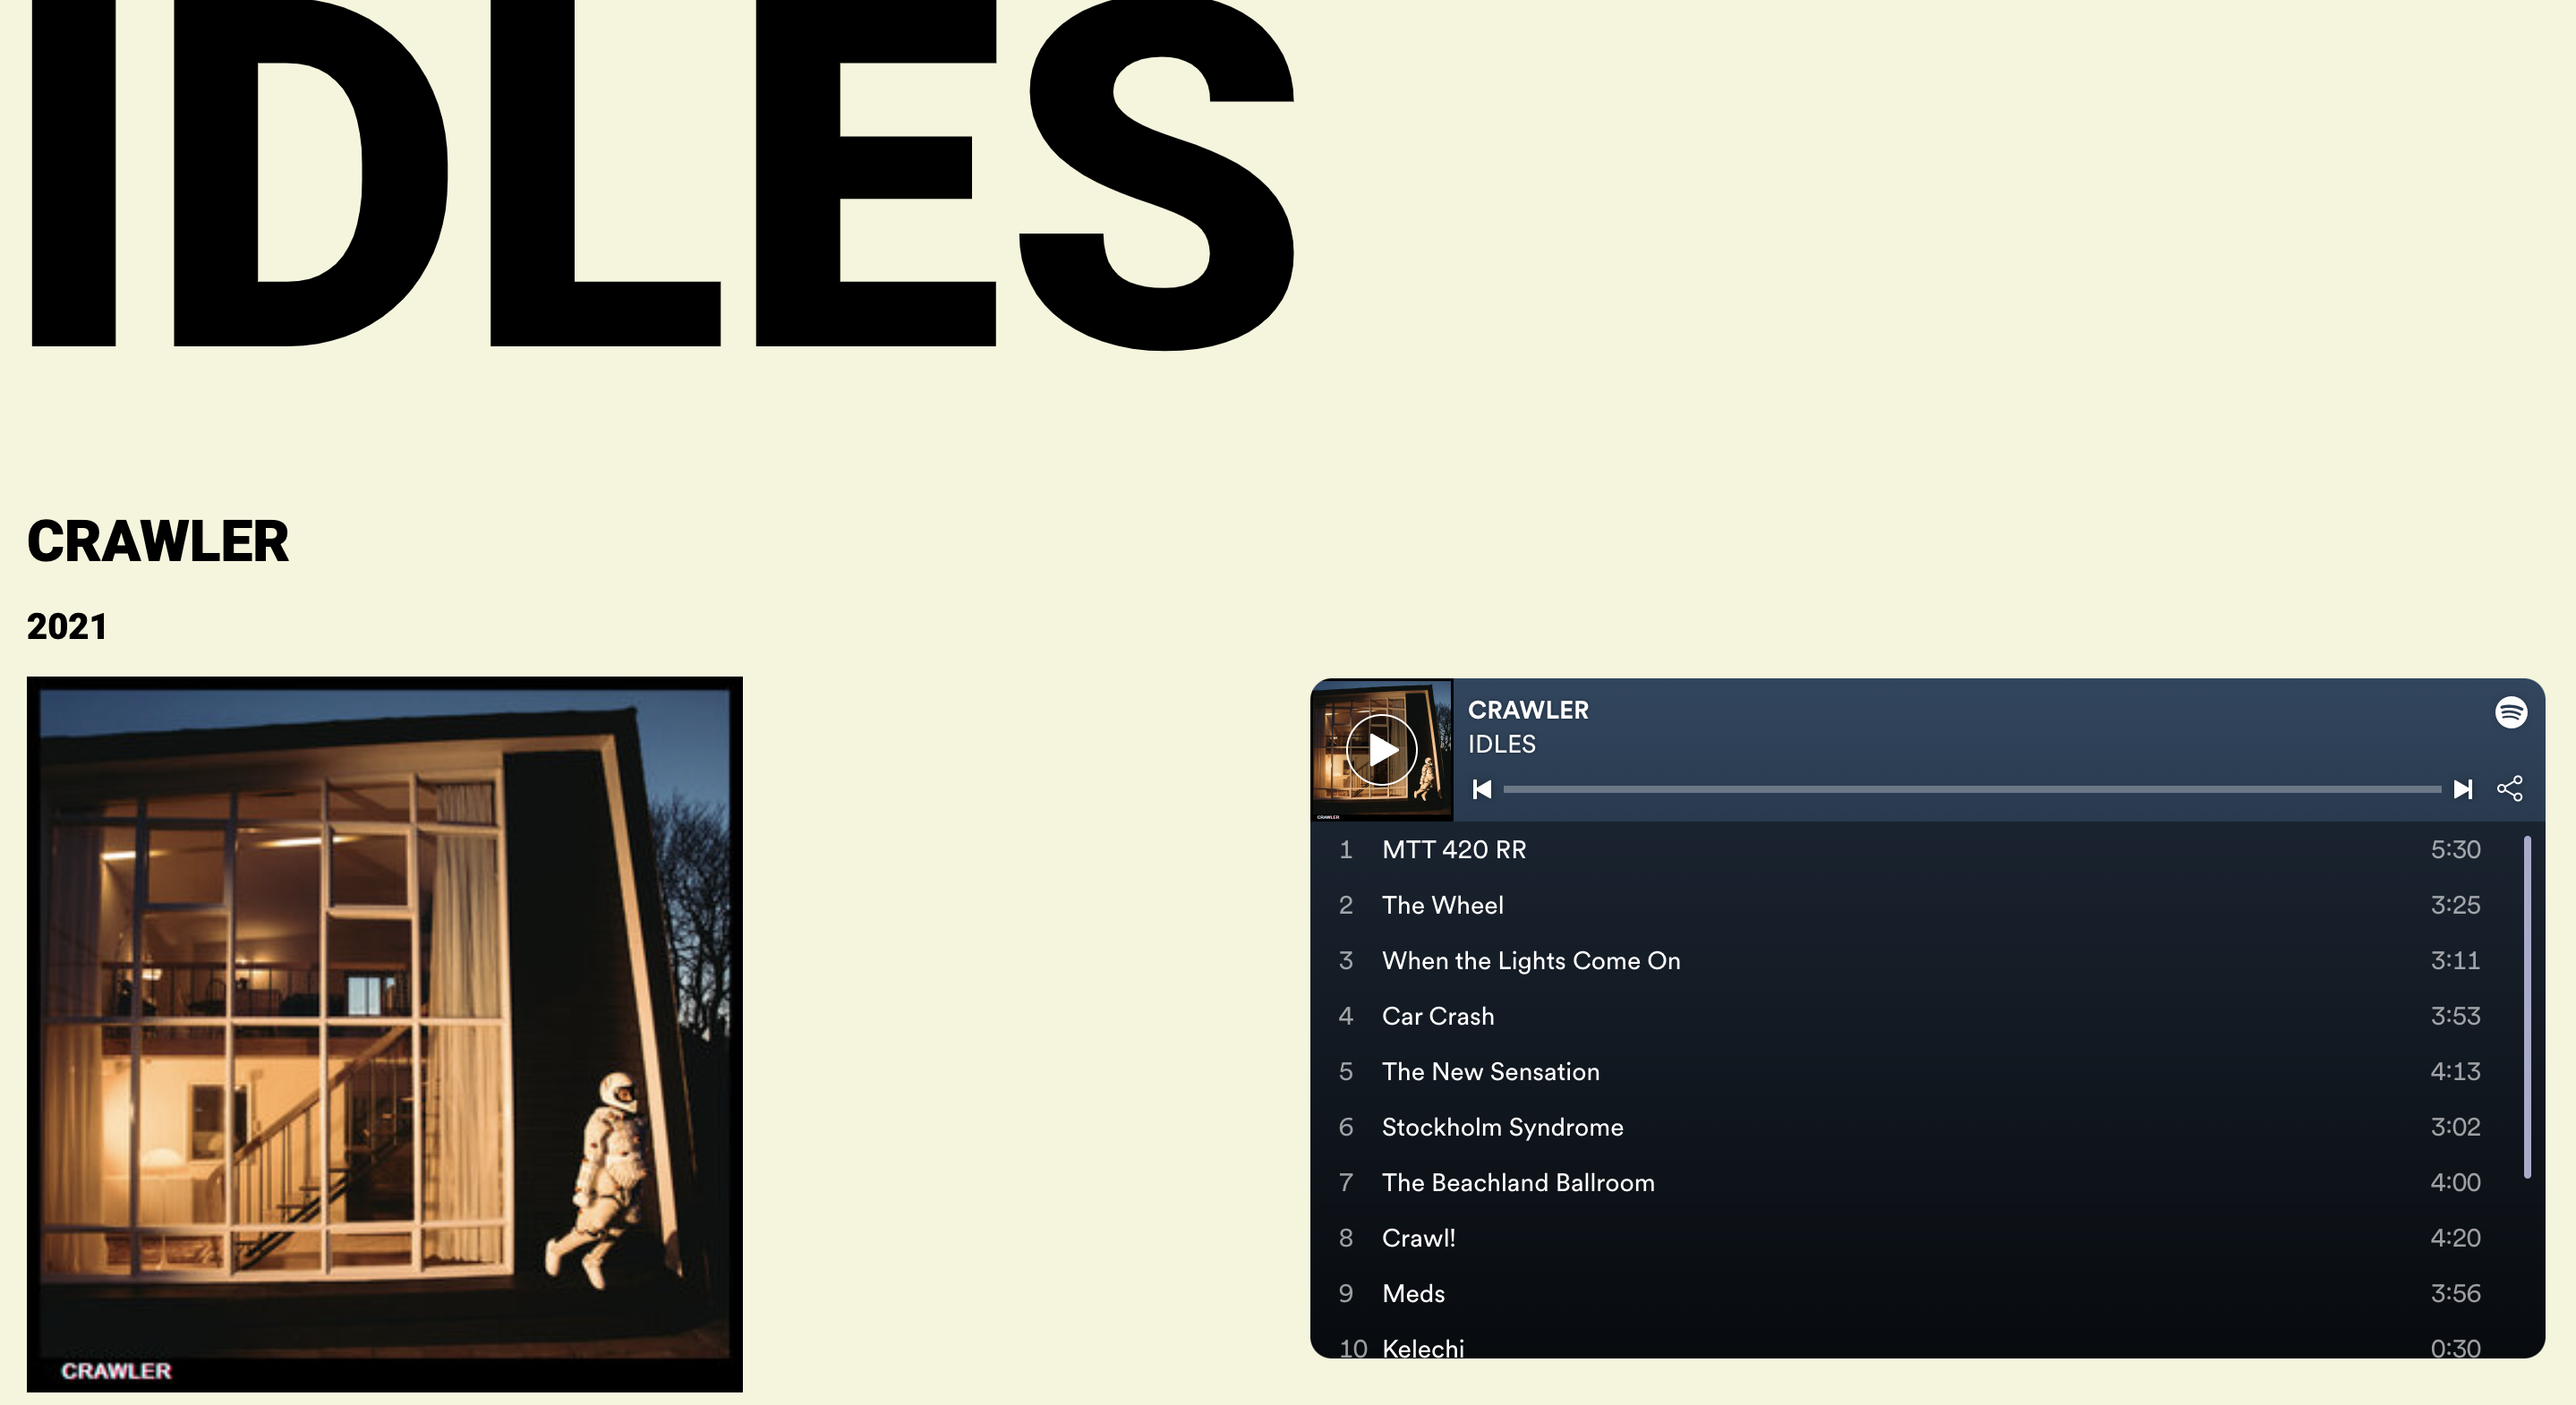 IDLES
CRAWLER
2021
CRAWLER
CRAWLER
CRAWLER
IDLES
1 MTT 420 RR 5:30
2 The Wheel 3:25
3 When the Lights Come On 3:11
4 Car Crash 3:53
5 The New Sensation 4:13
6 Stockholm Syndrome 3:02
7 The Beachland Ballroom 4:00
8 Crawl! 4:20
9 Meds 3:56
10 Kelechi 0:30